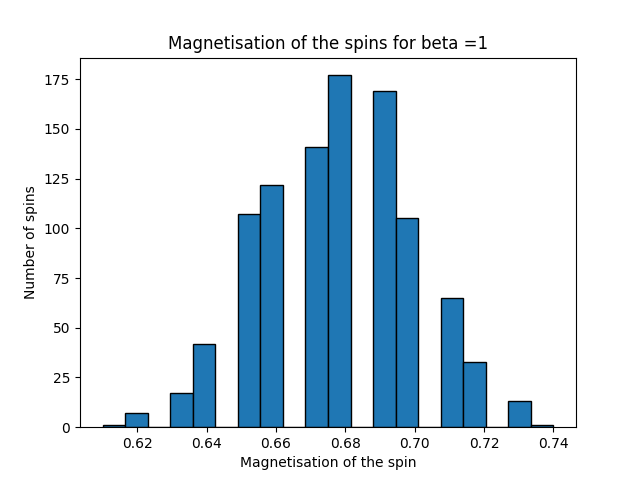 Magnetisation of the spins for beta =1
175
150
125
100
75
50
25
0
Number of spins
0.62 0.64 0.66 0.68 0.70 0.72 0.74
Magnetisation of the spin